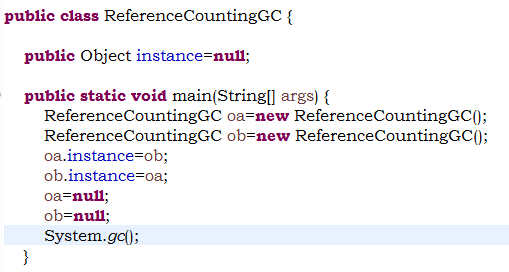 public class ReferenceCountingGC {
public Object instance=null;
public static void main(String[] args) {
ReferenceCountingGC oa=new ReferenceCountingGC();
ReferenceCountingGC ob=new ReferenceCountingGC();
oa.instance=ob;
ob.instance=oa;
oa=null;
ob=null;
System.gc();
}